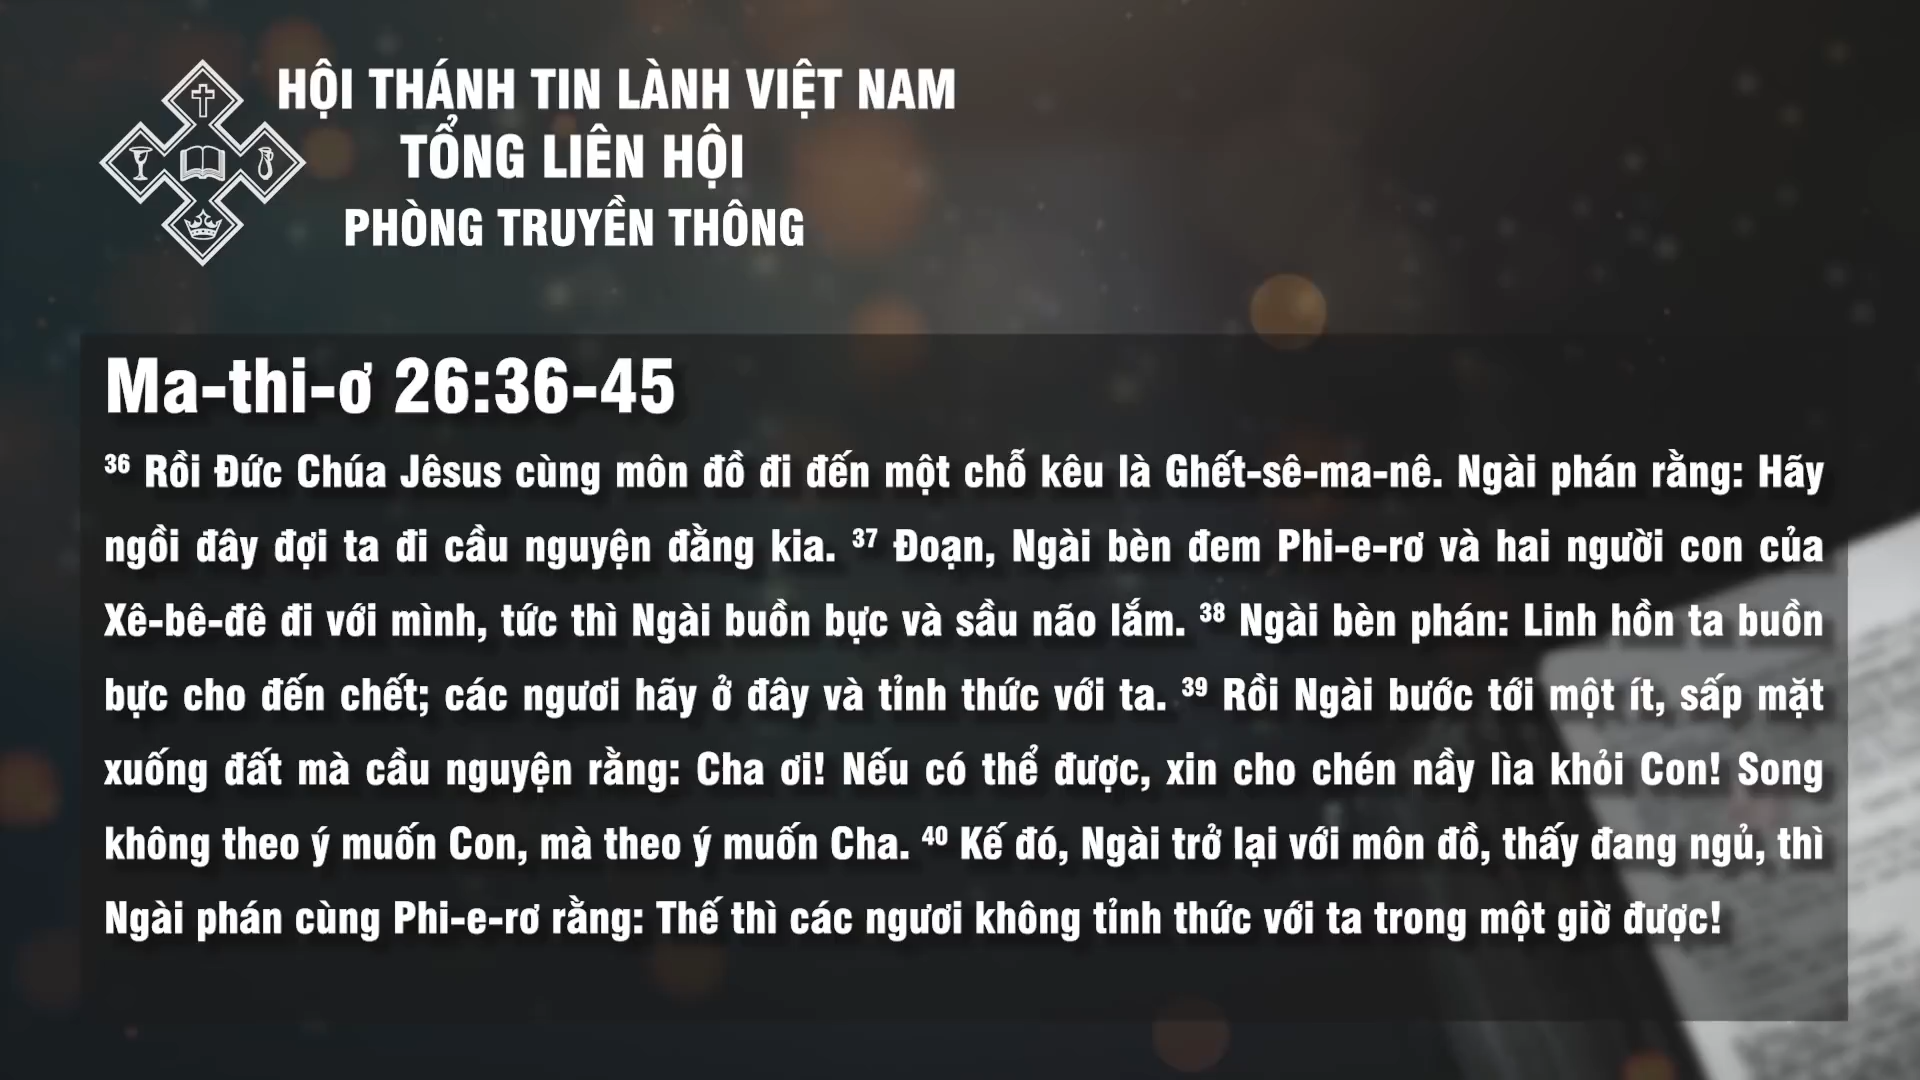 HỘI THÁNH TIN LÀNH VIỆT NAM
TỔNG LIÊN HỘI
PHÒNG TRUYỀN THÔNG
Ma-thi-ơ 26:36-45
³⁶ Rồi Đức Chúa Jêsus cùng môn đồ đi đến một chỗ kêu là Ghết-sê-ma-nê. Ngài phán rằng: Hãy
ngồi đây đợi ta đi cầu nguyện đằng kia. ³⁷ Đoạn, Ngài bèn đem Phi-e-rơ và hai người con của
Xê-bê-đê đi với mình, tức thì Ngài buồn bực và sầu não lắm. ³⁸ Ngài bèn phán: Linh hồn ta buồn
bực cho đến chết; các ngươi hãy ở đây và tỉnh thức với ta. ³⁹ Rồi Ngài bước tới một ít, sấp mặt
xuống đất mà cầu nguyện rằng: Cha ơi! Nếu có thể được, xin cho chén nầy lìa khỏi Con! Song
không theo ý muốn Con, mà theo ý muốn Cha. ⁴⁰ Kế đó, Ngài trở lại với môn đồ, thấy đang ngủ, thì
Ngài phán cùng Phi-e-rơ rằng: Thế thì các ngươi không tỉnh thức với ta trong một giờ được!